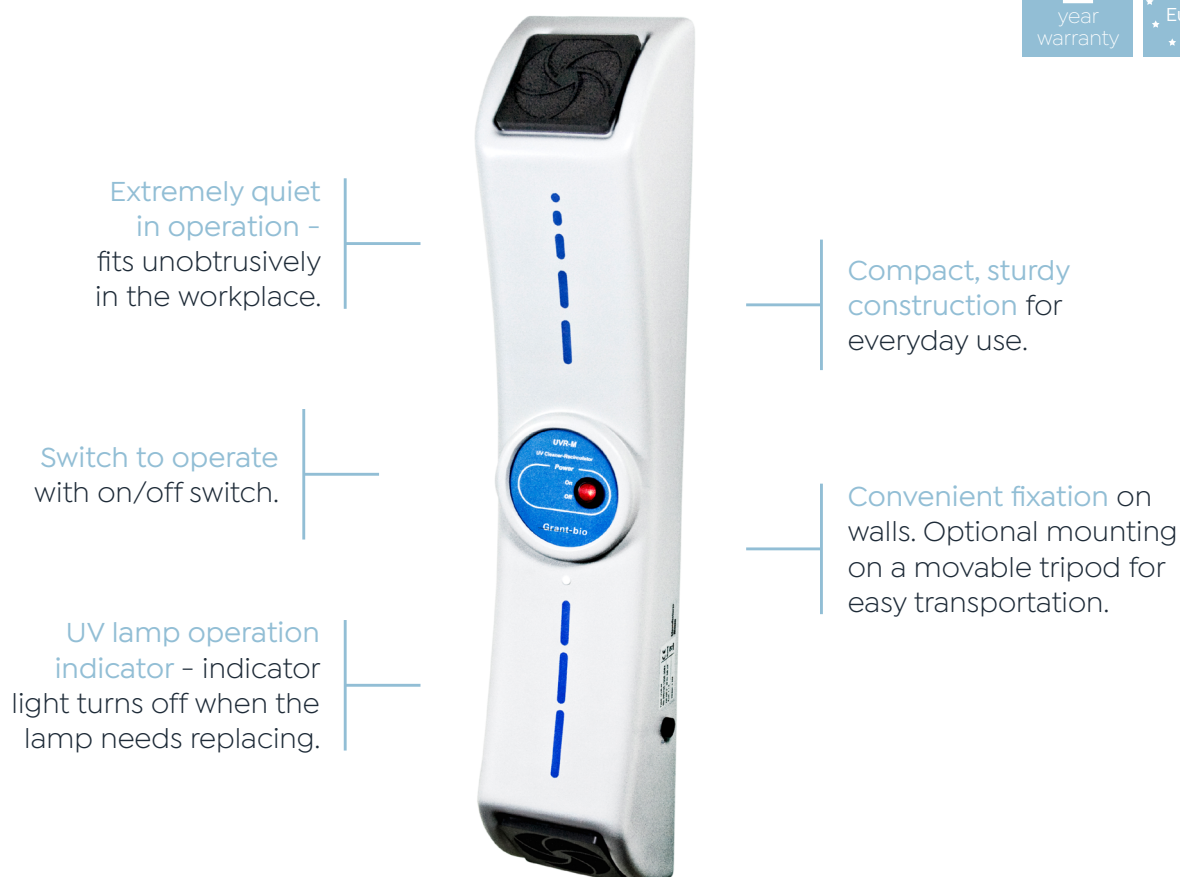 year
warranty
Extremely quiet
in operation -
fits unobtrusively
in the workplace.
Compact, sturdy
construction for
everyday use.
Switch to operate
with on/off switch.
UVR-M
UV Cleaner-Recirculator
Power
On
Off
Grant-bio
Convenient fixation on
walls. Optional mounting
on a movable tripod for
easy transportation.
UV lamp operation
indicator - indicator
light turns off when the
lamp needs replacing.